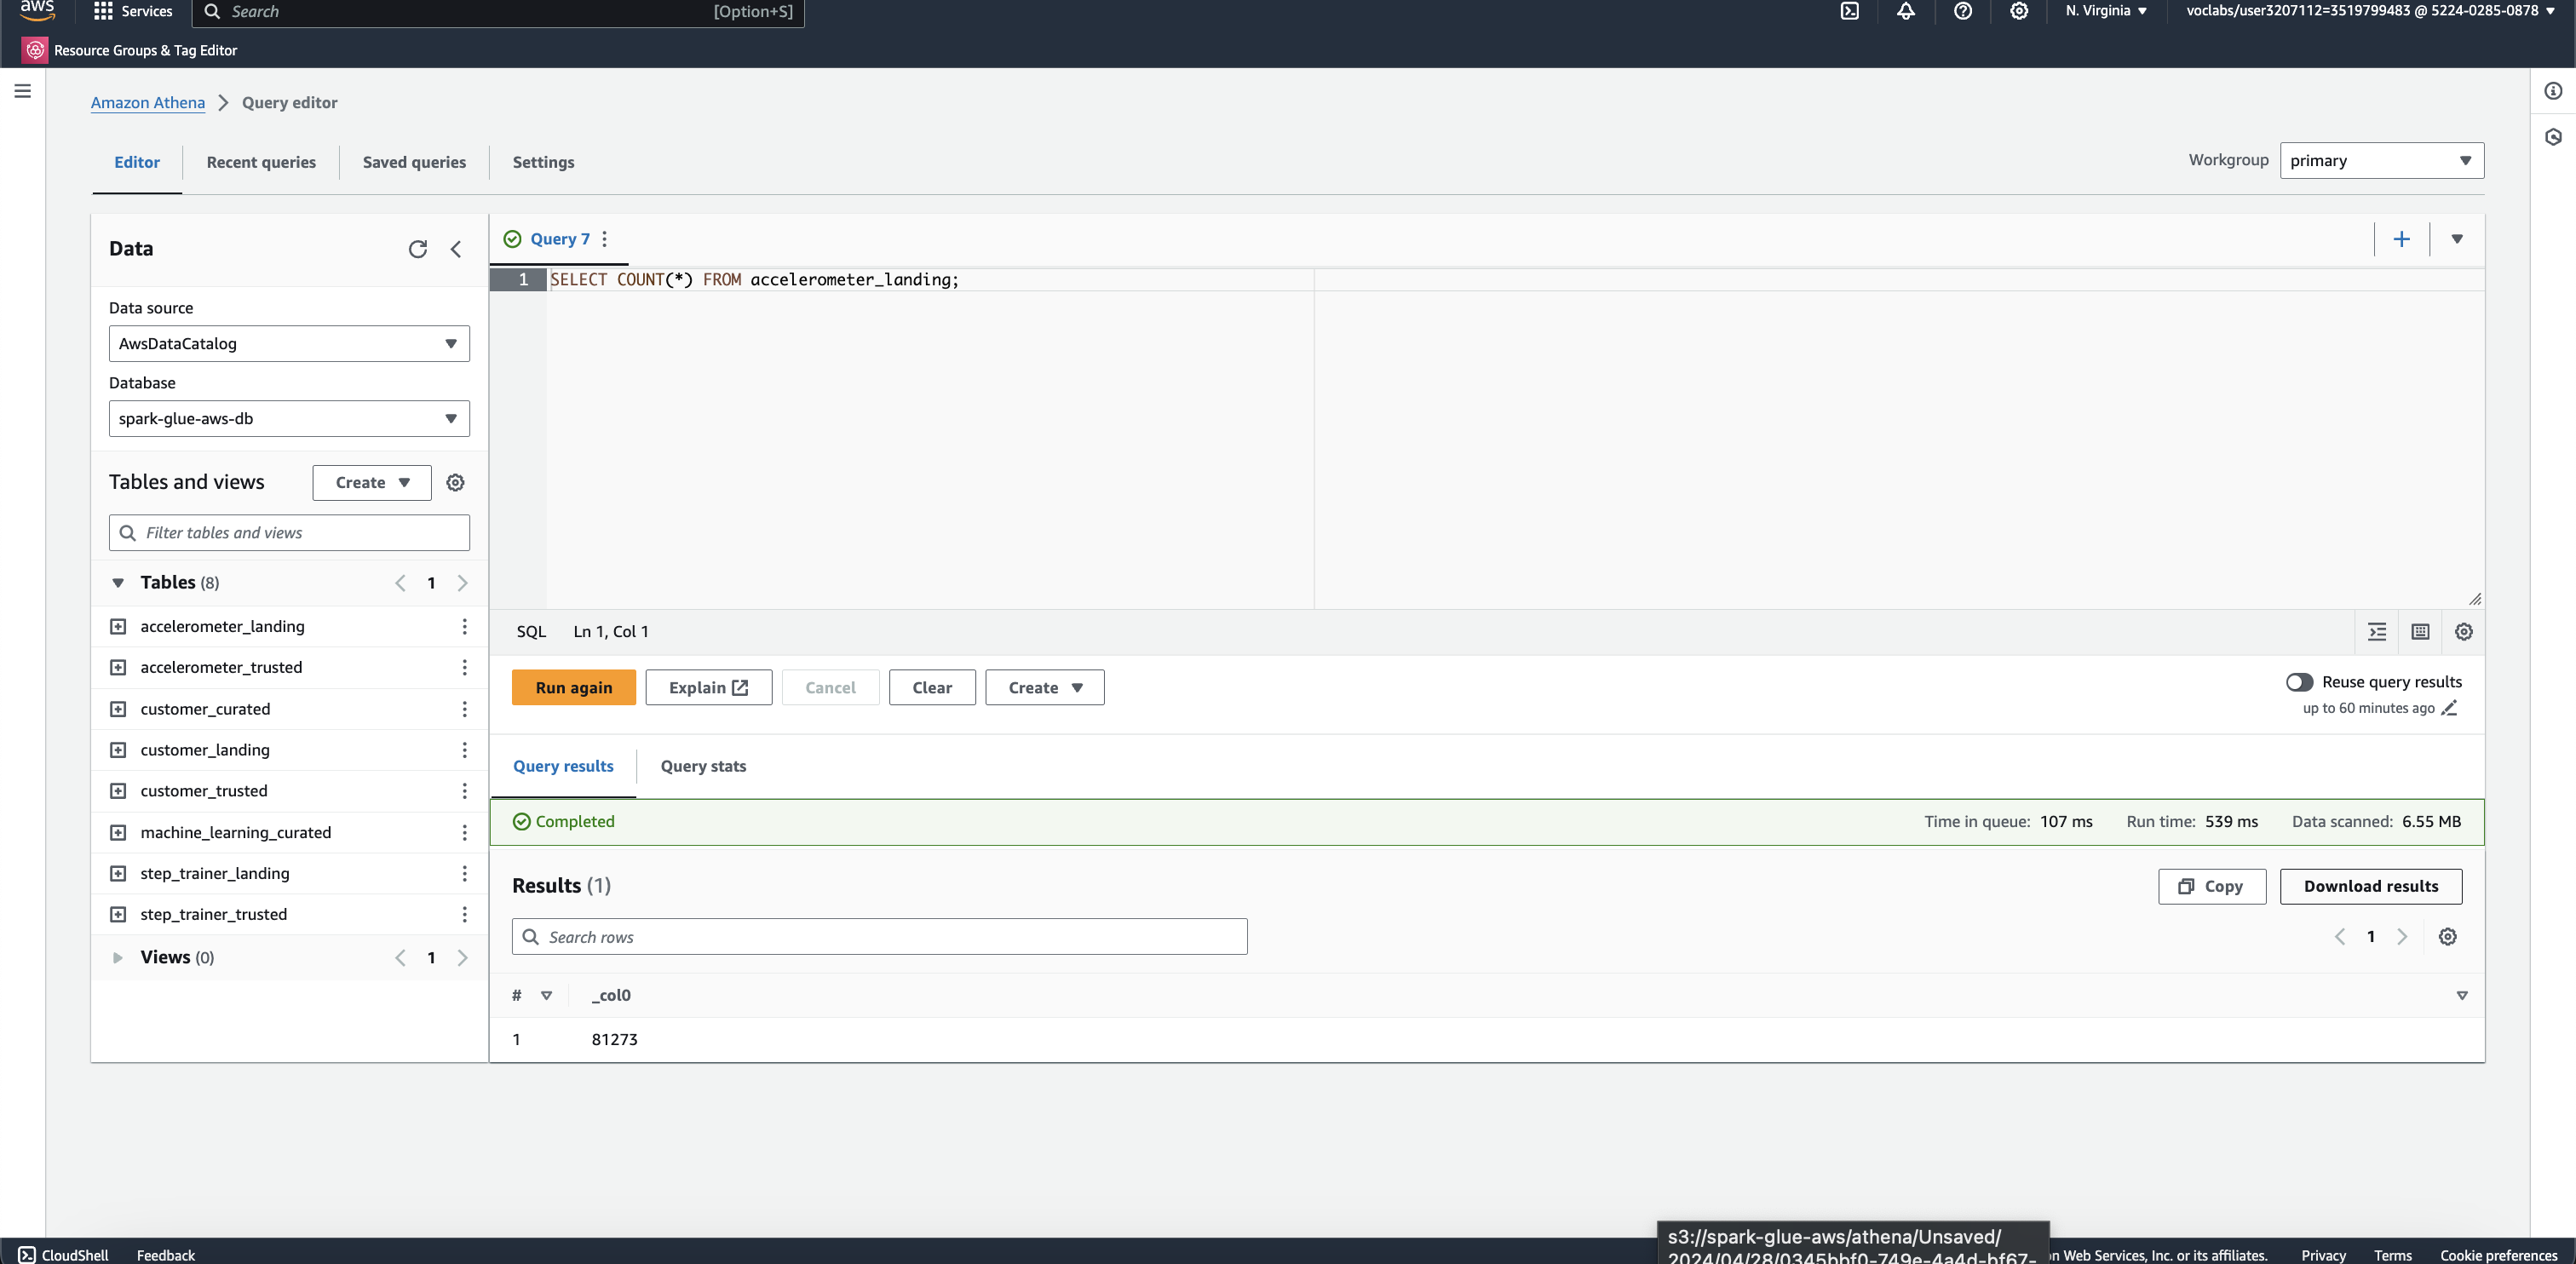 aws
Services
Search
[Option+S]
N. Virginia
voclabs/user3207112=3519799483 @ 5224-0285-0878
Resource Groups & Tag Editor
Amazon Athena
Query editor
Editor
Recent queries
Saved queries
Settings
Workgroup
primary
Data
Data source
AwsDataCatalog
Database
spark-glue-aws-db
Tables and views
Create
Filter tables and views
Tables (8)
1
accelerometer_landing
accelerometer_trusted
customer_curated
customer_landing
customer_trusted
machine_learning_curated
step_trainer_landing
step_trainer_trusted
Views (0)
1
Query 7
1
SELECT COUNT(*) FROM accelerometer_landing;
SQL
Ln 1, Col 1
Run again
Explain
Cancel
Clear
Create
Reuse query results
up to 60 minutes ago
Query results
Query stats
Completed
Time in queue: 107 ms
Run time: 539 ms
Data scanned: 6.55 MB
Results (1)
Copy
Download results
Search rows
1
#
_col0
1
81273
s3://spark-glue-aws/athena/Unsaved/
2024/04/28/0345bbf0-749e-4a4d-bf67-
CloudShell
Feedback
n Web Services, Inc. or its affiliates.
Privacy
Terms
Cookie preferences